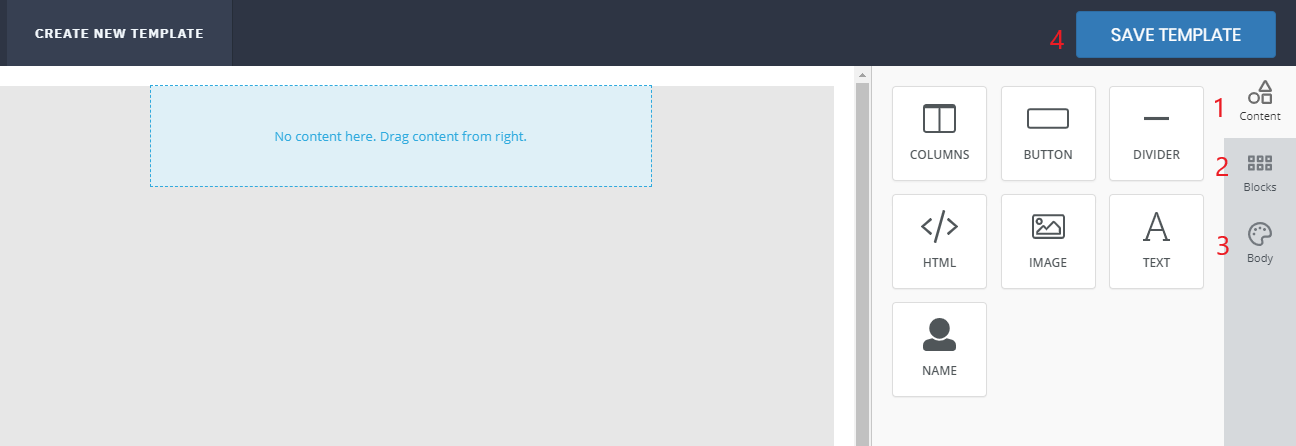 CREATE NEW TEMPLATE
4
SAVE TEMPLATE
No content here. Drag content from right.
COLUMNS
BUTTON
DIVIDER
HTML
IMAGE
TEXT
NAME
1
Content
2
Blocks
3
Body